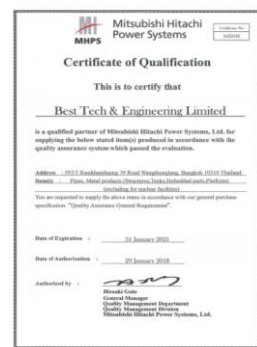 MHPS
Mitsubishi Hitachi
Power Systems
Certificate of Qualification
This is to certify that
Best Tech & Engineering Limited
is a qualified partner of Mitsubishi Hitachi Power Systems, Ltd. for
supplying the below stated item(s) produced in accordance with the
quality assurance system which passed the evaluation.
Address : Ramkhamhaeng 39 Road Wangthonglang, Bangkok 10310 Thailand
Item(s) : Pipes, Metal products (Structures, Tanks, Embedded parts, Platform)
(excluding for nuclear facilities)
You are requested to supply the above items in accordance with our general purchase
specification "Quality Assurance General Requirement".
Date of Expiration : 31 January 2021
Date of Authorization : 29 January 2018
Authorized by :
Hiroaki Goto
General Manager
Quality Management Department
Quality Management Division
Mitsubishi Hitachi Power Systems, Ltd.